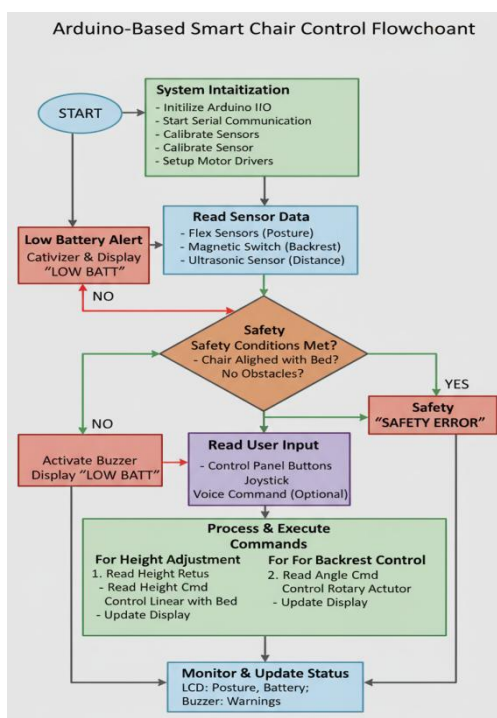 Arduino-Based Smart Chair Control Flowchoant
START
System Intaitization
- Initilize Arduino IIO
- Start Serial Communication
- Calibrate Sensors
- Calibrate Sensor
- Setup Motor Drivers
Low Battery Alert
Cativizer & Display
“LOW BATT”
Read Sensor Data
- Flex Sensors (Posture)
- Magnetic Switch (Backrest)
- Ultrasonic Sensor (Distance)
NO
Safety
Safety Conditions Met?
- Chair Alighed with Bed?
No Obstacles?
YES
NO
Safety
“SAFETY ERROR”
Activate Buzzer
Display “LOW BATT”
Read User Input
- Control Panel Buttons
Joystick
Voice Command (Optional)
Process & Execute
Commands
For Height Adjustment
1. Read Height Retus
- Read Height Cmd
Control Linear with Bed
- Update Display
For For Backrest Control
2. Read Angle Cmd
Control Rotary Actutor
- Update Display
Monitor & Update Status
LCD: Posture, Battery;
Buzzer: Warnings